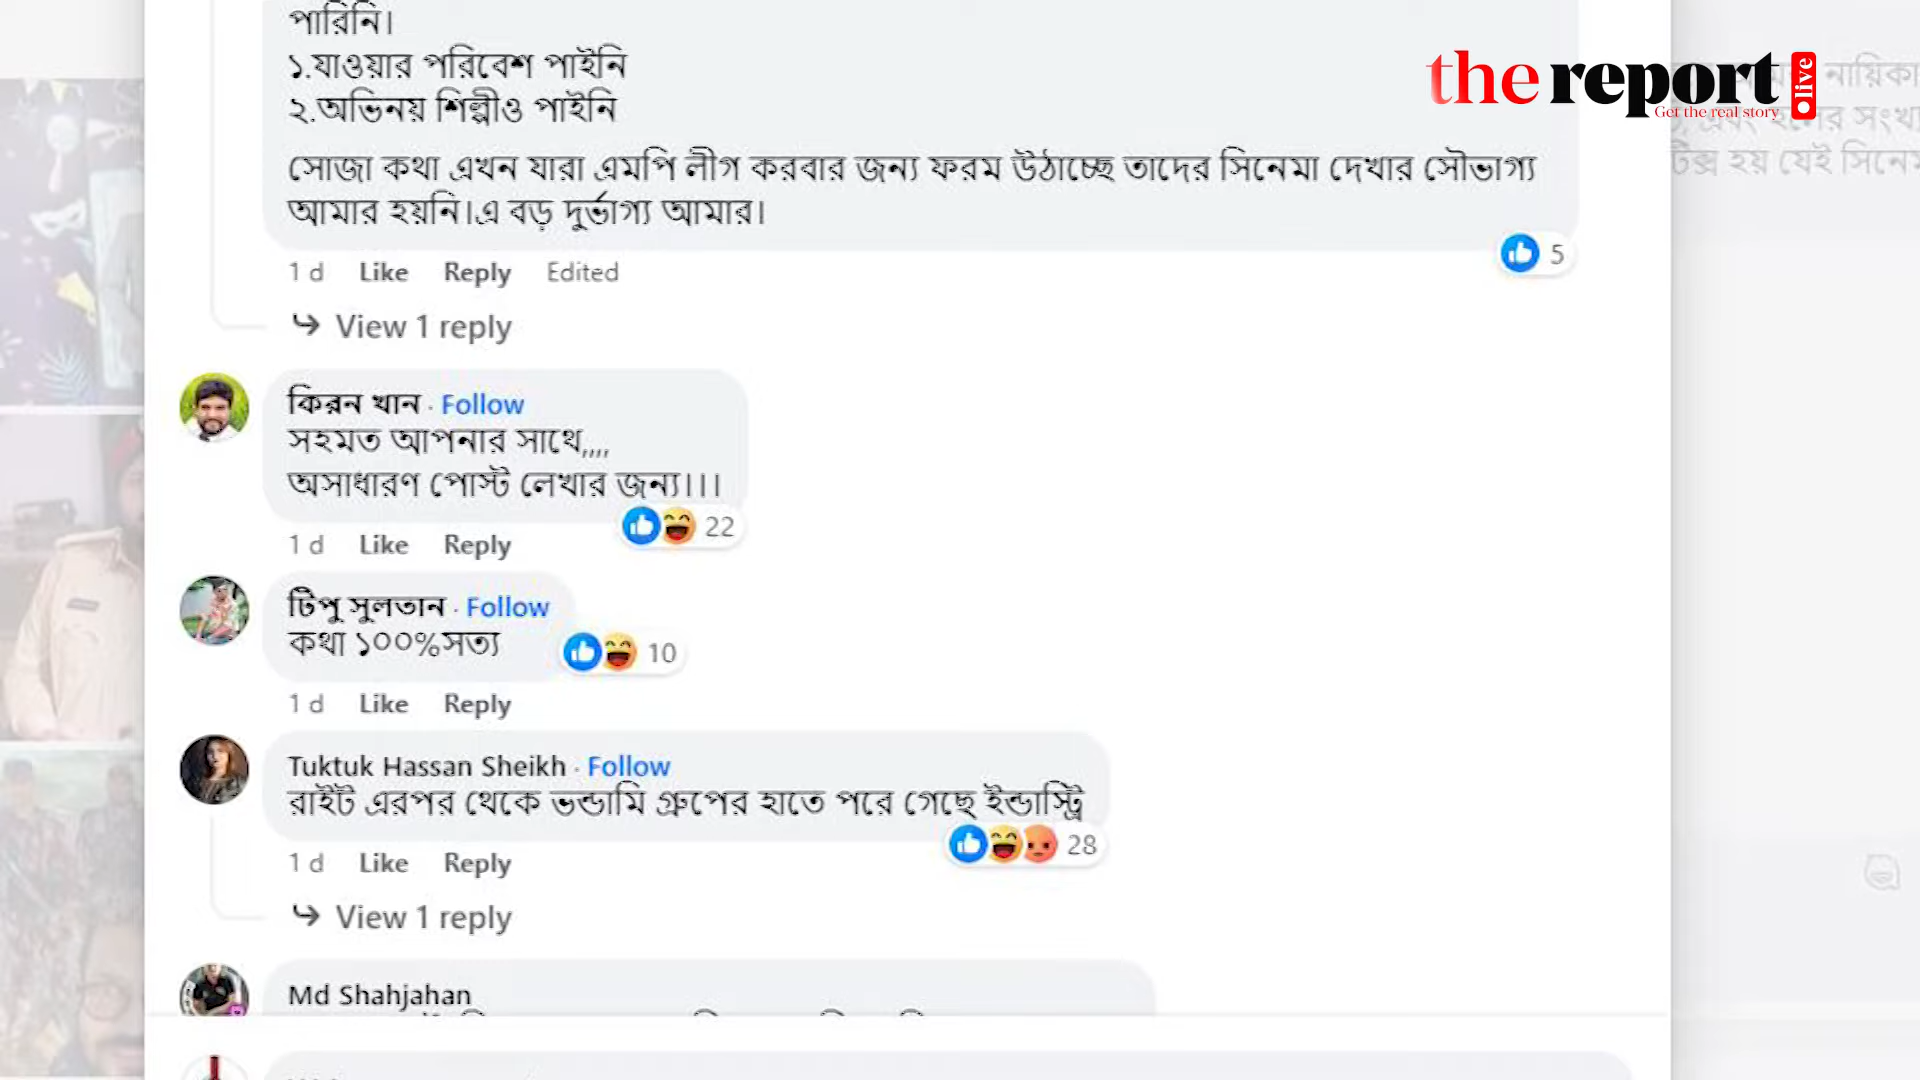 পারিনি।
১.যাওয়ার পরিবেশ পাইনি
২.অভিনয় শিল্পীও পাইনি
সোজা কথা এখন যারা এমপি লীগ করবার জন্য ফরম উঠাচ্ছে তাদের সিনেমা দেখার সৌভাগ্য
আমার হয়নি।এ বড় দুর্ভাগ্য আমার।
5
1 d Like Reply Edited
View 1 reply
কিরন খান · Follow
সহমত আপনার সাথে,,,,
অসাধারণ পোস্ট লেখার জন্য।।।
22
1 d Like Reply
টিপু সুলতান · Follow
কথা ১০০%সত্য
10
1 d Like Reply
Tuktuk Hassan Sheikh · Follow
রাইট এরপর থেকে ভন্ডামি গ্রুপের হাতে পরে গেছে ইন্ডাস্ট্রি
28
1 d Like Reply
View 1 reply
Md Shahjahan
the report live
Get the real story
নায়িকা
এবং হলের সংখ্যা
হয় যেই সিনেমা